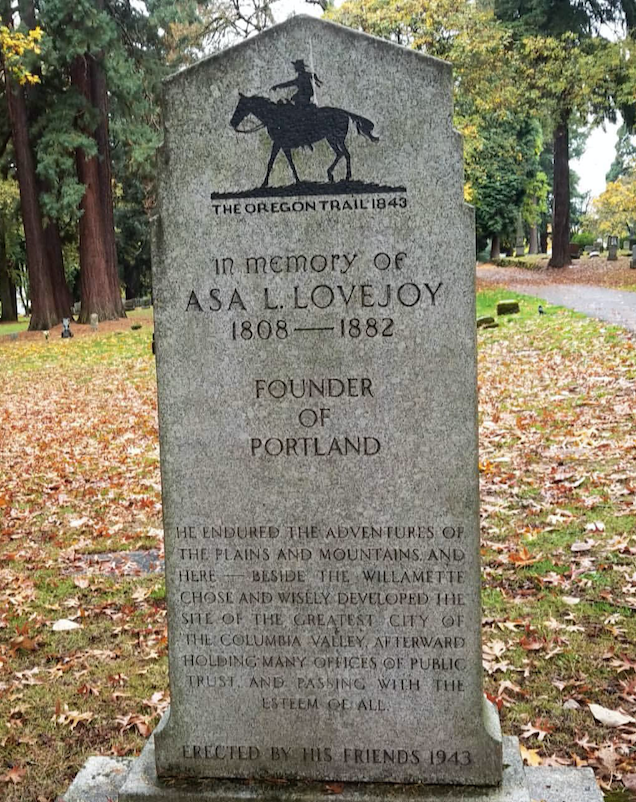 THE OREGON TRAIL 1843
IN MEMORY OF
ASA L. LOVEJOY
1808 — 1882
FOUNDER
OF
PORTLAND
HE ENDURED THE ADVENTURES OF
THE PLAINS AND MOUNTAINS, AND
HERE — BESIDE THE WILLAMETTE
CHOSE AND WISELY DEVELOPED THE
SITE OF THE GREATEST CITY OF
THE COLUMBIA VALLEY, AFTERWARD
HOLDING MANY OFFICES OF PUBLIC
TRUST, AND PASSING WITH THE
ESTEEM OF ALL.
ERECTED BY HIS FRIENDS 1943